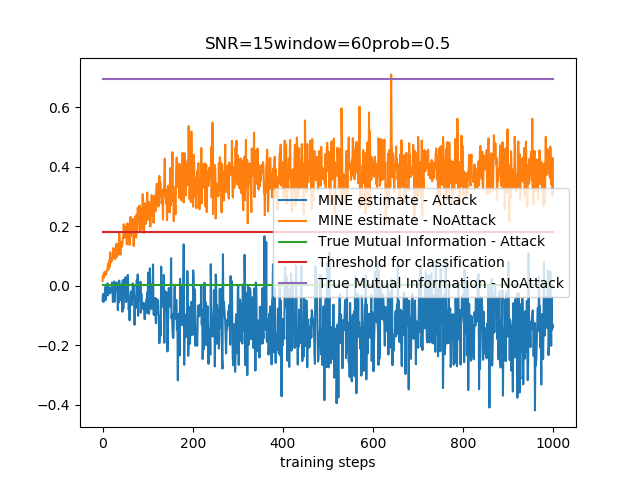 SNR=15window=60prob=0.5
0.6
0.4
0.2
0.0
−0.2
−0.4
MINE estimate - Attack
MINE estimate - NoAttack
True Mutual Information - Attack
Threshold for classification
True Mutual Information - NoAttack
0 200 400 600 800 1000
training steps